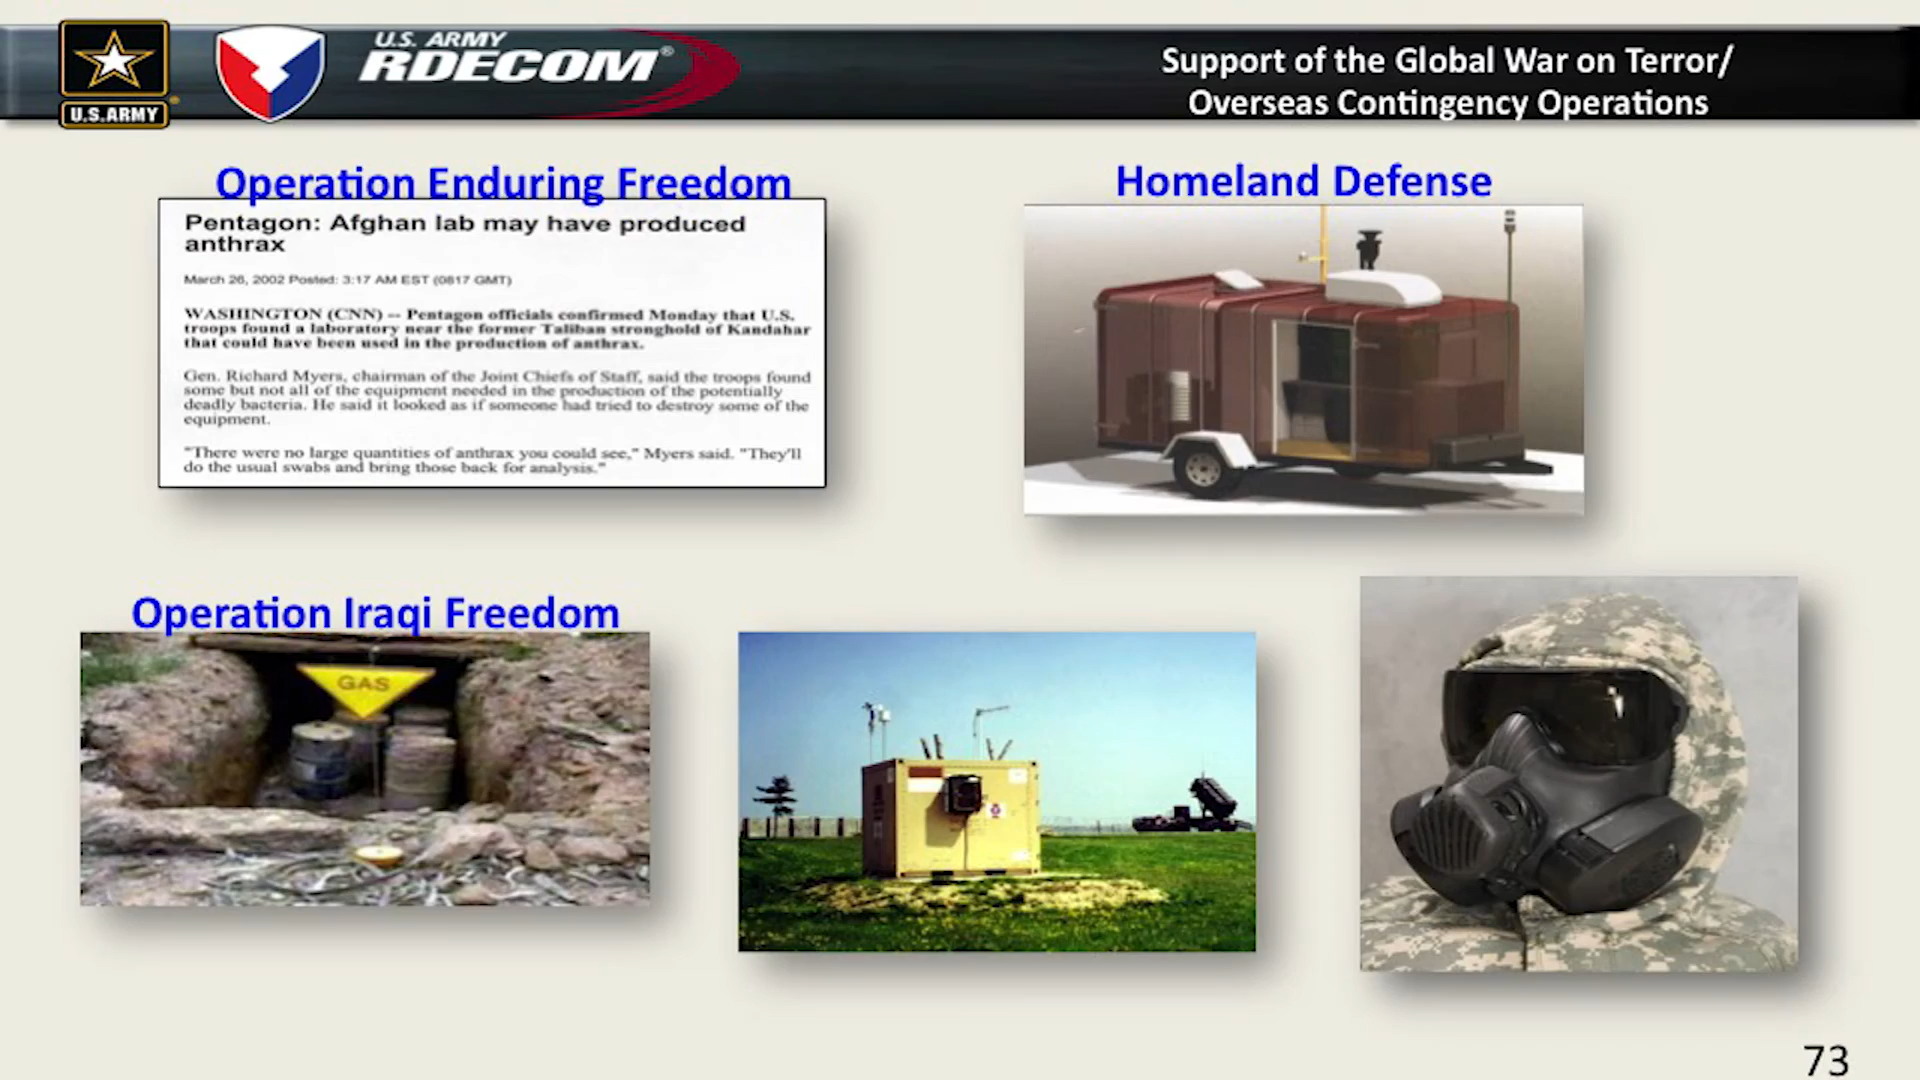 U.S.ARMY
U.S. ARMY
RDECOM®
Support of the Global War on Terror/
Overseas Contingency Operations
Operation Enduring Freedom
Pentagon: Afghan lab may have produced
anthrax
March 26, 2002 Posted: 3:17 AM EST (0817 GMT)
WASHINGTON (CNN) -- Pentagon officials confirmed Monday that U.S.
troops found a laboratory near the former Taliban stronghold of Kandahar
that could have been used in the production of anthrax.
Gen. Richard Myers, chairman of the Joint Chiefs of Staff, said the troops found
some but not all of the equipment needed in the production of the potentially
deadly bacteria. He said it looked as if someone had tried to destroy some of the
equipment.
"There were no large quantities of anthrax you could see," Myers said. "They'll
do the usual swabs and bring those back for analysis."
Homeland Defense
Operation Iraqi Freedom
GAS
73